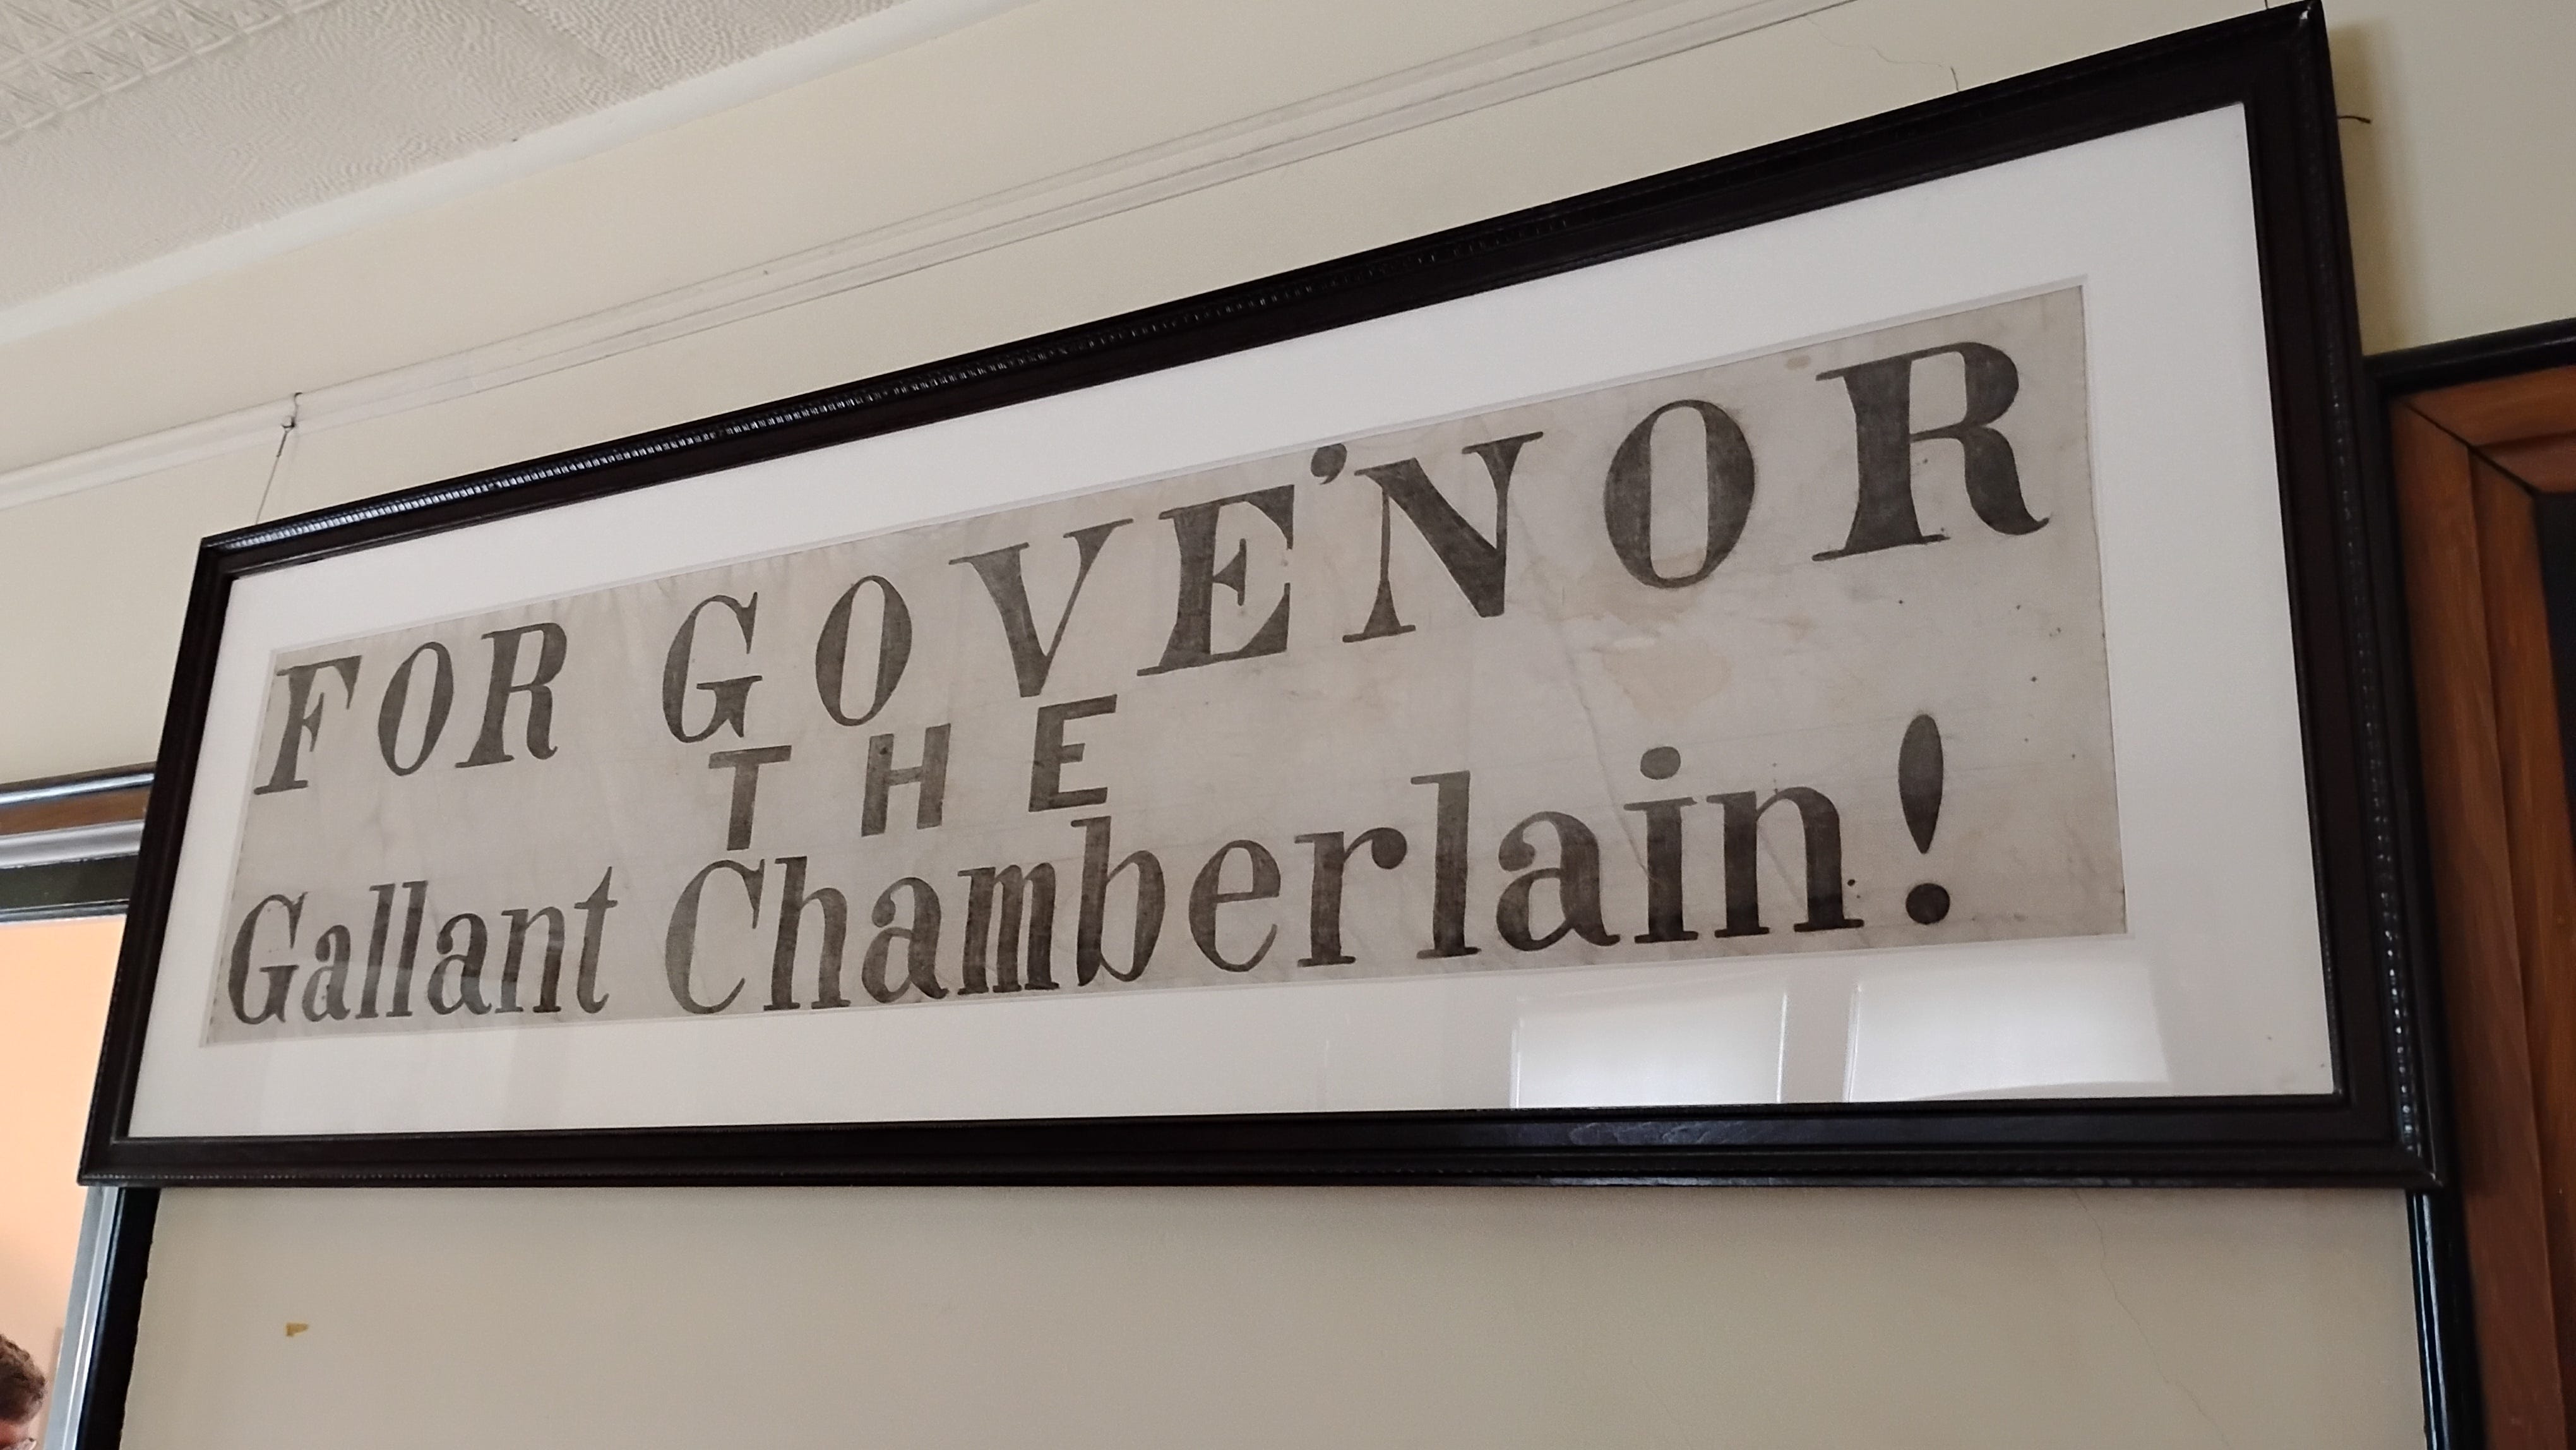 FOR GOVE'NOR
THE
Gallant Chamberlain!